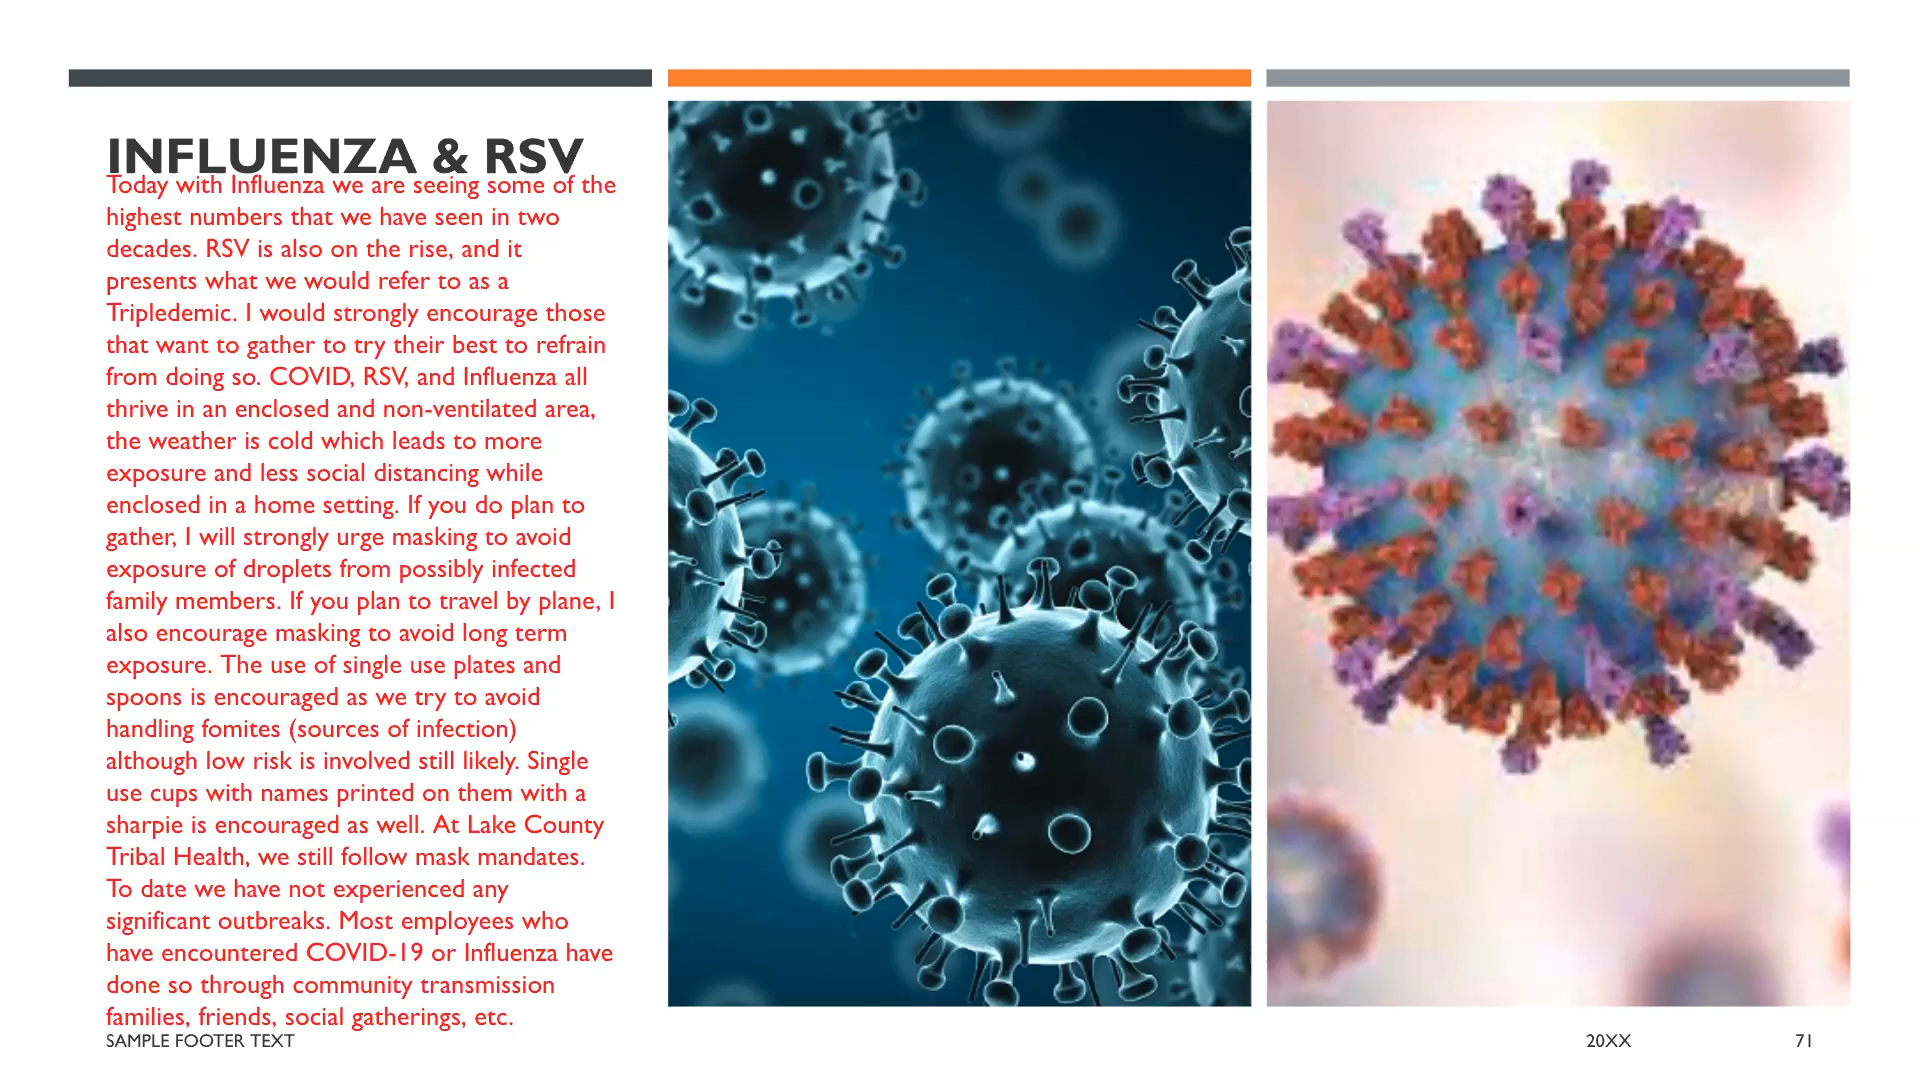 INFLUENZA & RSV
Today with Influenza we are seeing some of the
highest numbers that we have seen in two
decades. RSV is also on the rise, and it
presents what we would refer to as a
Tripledemic. I would strongly encourage those
that want to gather to try their best to refrain
from doing so. COVID, RSV, and Influenza all
thrive in an enclosed and non-ventilated area,
the weather is cold which leads to more
exposure and less social distancing while
enclosed in a home setting. If you do plan to
gather, I will strongly urge masking to avoid
exposure of droplets from possibly infected
family members. If you plan to travel by plane, I
also encourage masking to avoid long term
exposure. The use of single use plates and
spoons is encouraged as we try to avoid
handling fomites (sources of infection)
although low risk is involved still likely. Single
use cups with names printed on them with a
sharpie is encouraged as well. At Lake County
Tribal Health, we still follow mask mandates.
To date we have not experienced any
significant outbreaks. Most employees who
have encountered COVID-19 or Influenza have
done so through community transmission
families, friends, social gatherings, etc.
SAMPLE FOOTER TEXT
20XX
71